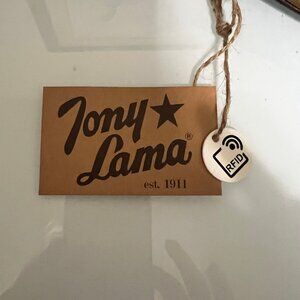 Tony
Lama®
est. 1911
RFID